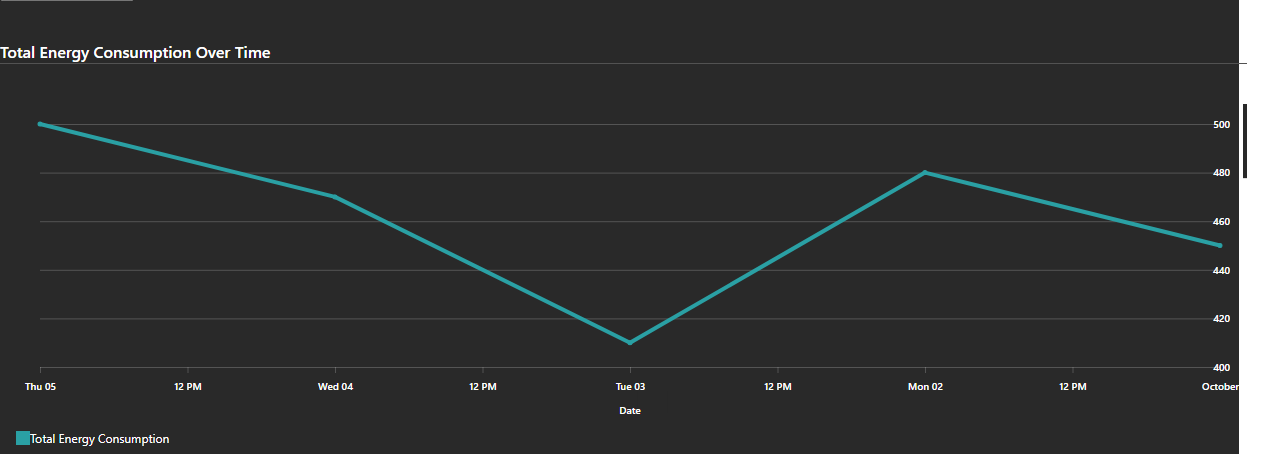 Total Energy Consumption Over Time
500
480
460
440
420
400
Thu 05 12 PM Wed 04 12 PM Tue 03 12 PM Mon 02 12 PM October
Date
Total Energy Consumption